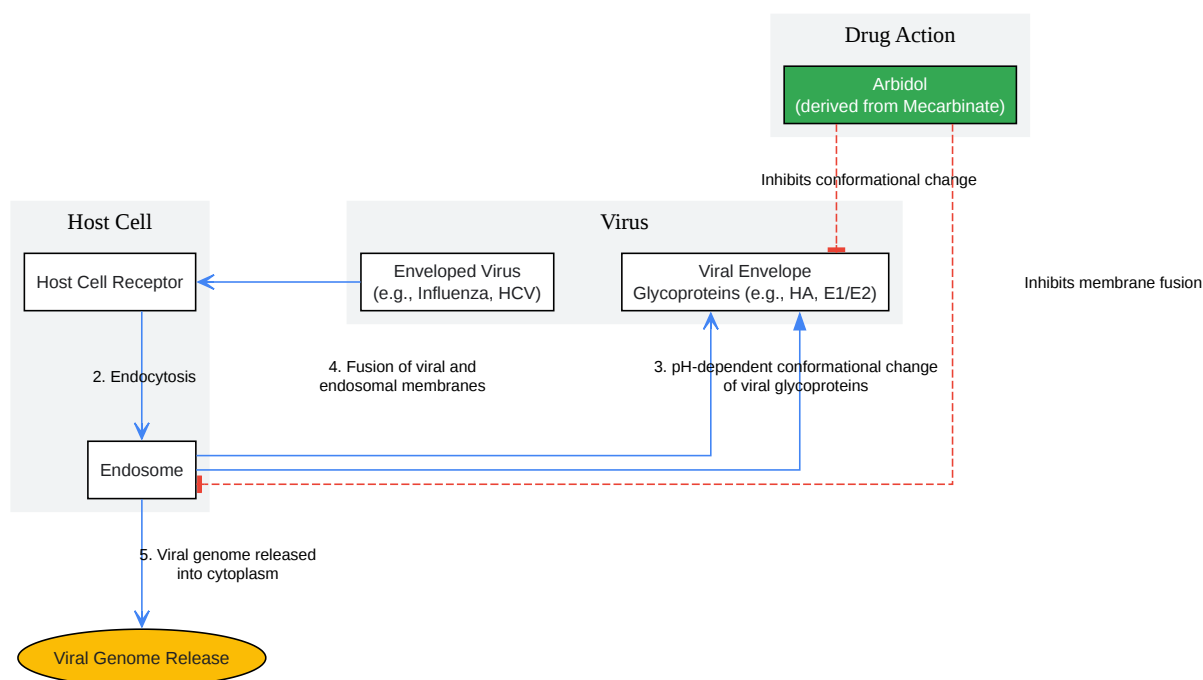 Drug Action
Arbidol
(derived from Mecarbinate)
Inhibits conformational change
Host Cell
Virus
Host Cell Receptor
Enveloped Virus
(e.g., Influenza, HCV)
Viral Envelope
Glycoproteins (e.g., HA, E1/E2)
Inhibits membrane fusion
2. Endocytosis
4. Fusion of viral and
endosomal membranes
3. pH-dependent conformational change
of viral glycoproteins
Endosome
5. Viral genome released
into cytoplasm
Viral Genome Release